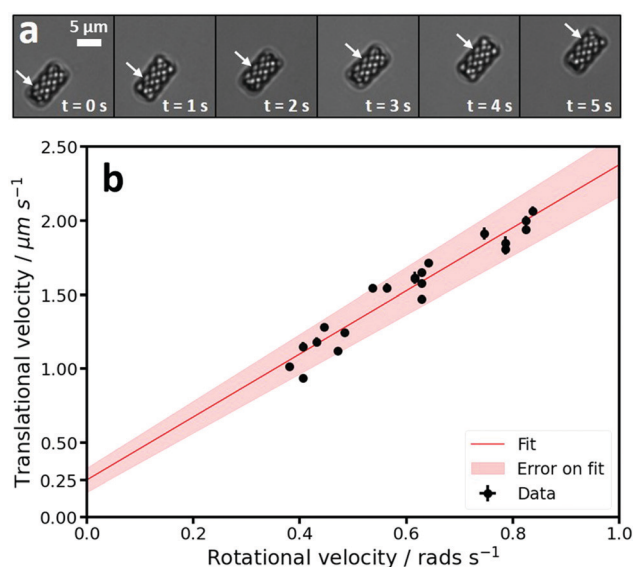 a
5 μm
t = 0 s
t = 1 s
t = 2 s
t = 3 s
t = 4 s
t = 5 s
b
Translational velocity / μm s⁻¹
2.50
2.00
1.50
1.00
0.50
0.25
0.00
Fit
Error on fit
Data
0.0 0.2 0.4 0.6 0.8 1.0
Rotational velocity / rads s⁻¹